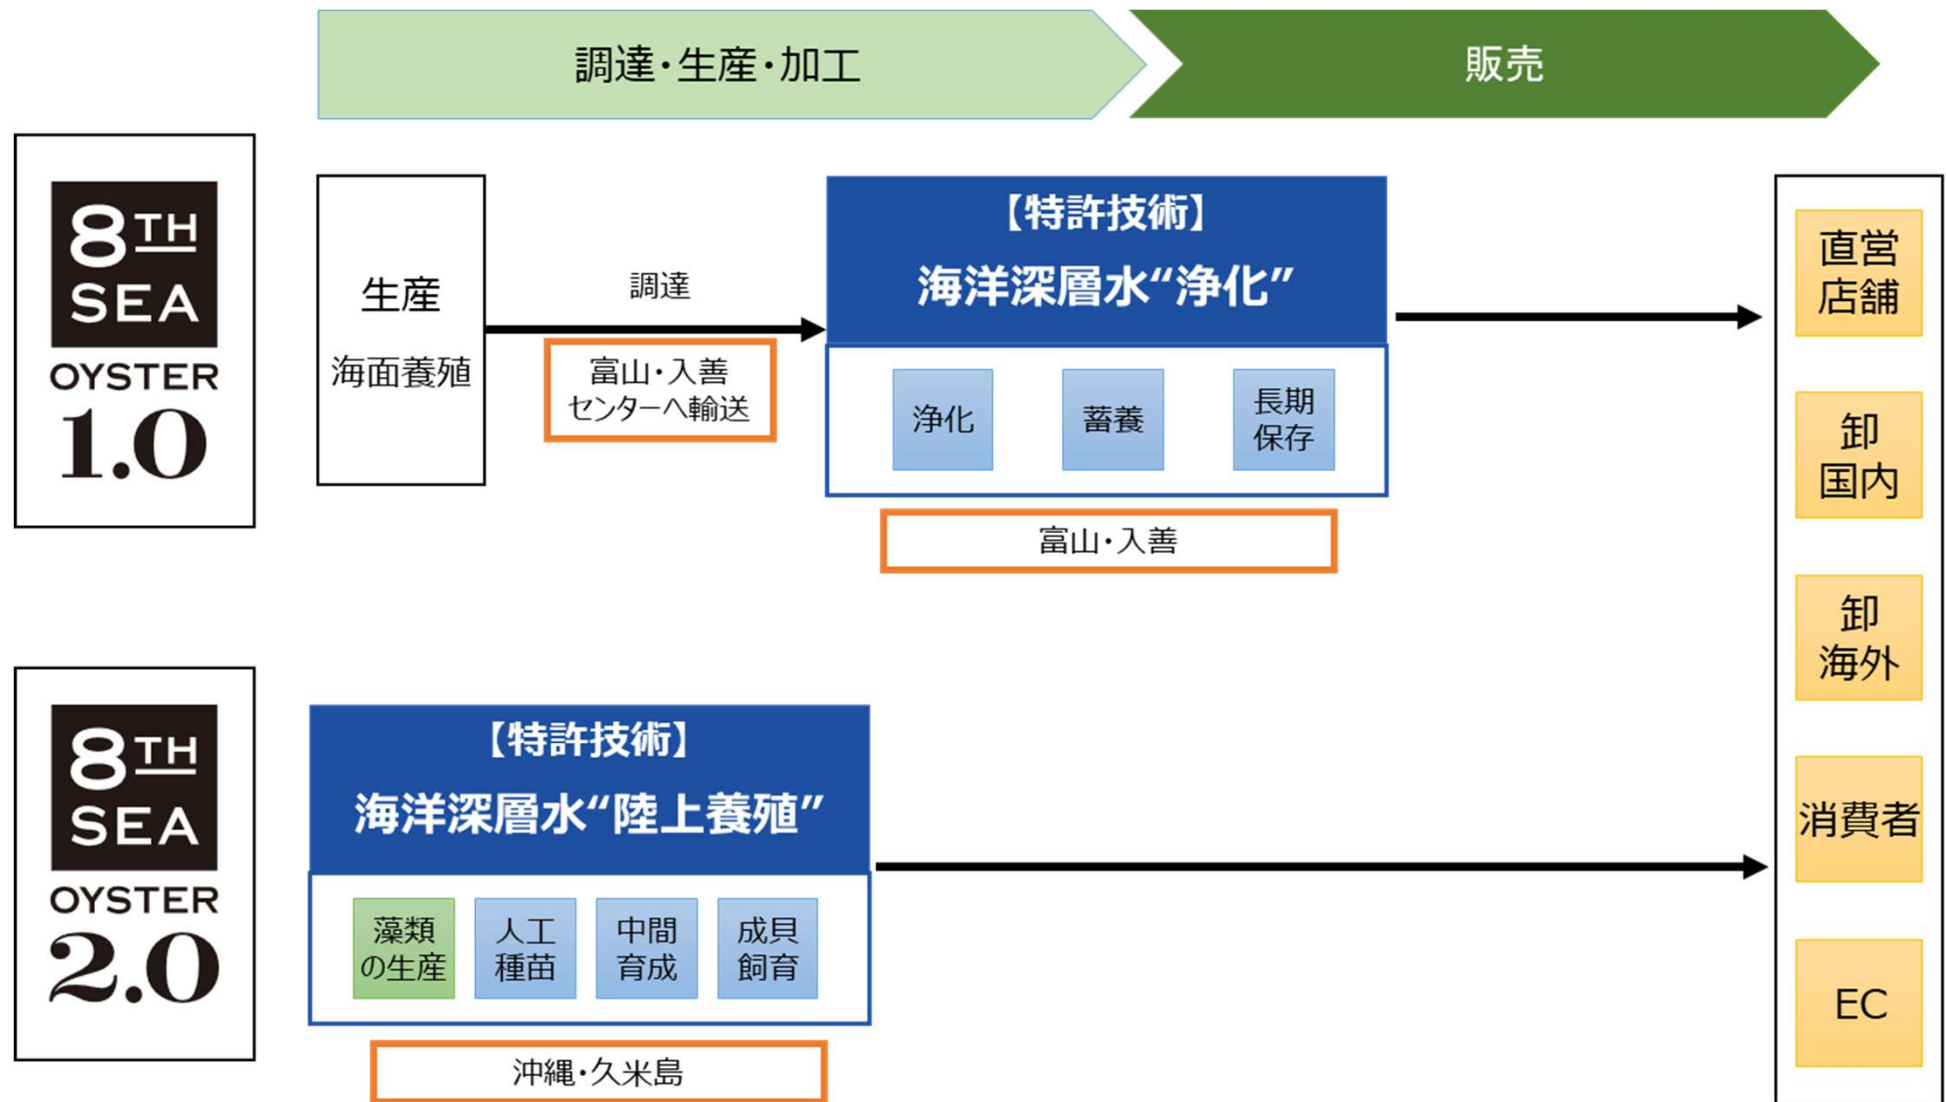 調達・生産・加工
販売
8TH
SEA
OYSTER
1.0
生産
海面養殖
調達
富山・入善
センターへ輸送
【特許技術】
海洋深層水“浄化”
浄化
蓄養
長期
保存
富山・入善
8TH
SEA
OYSTER
2.0
【特許技術】
海洋深層水“陸上養殖”
藻類
の生産
人工
種苗
中間
育成
成貝
飼育
沖縄・久米島
直営
店舗
卸
国内
卸
海外
消費者
EC